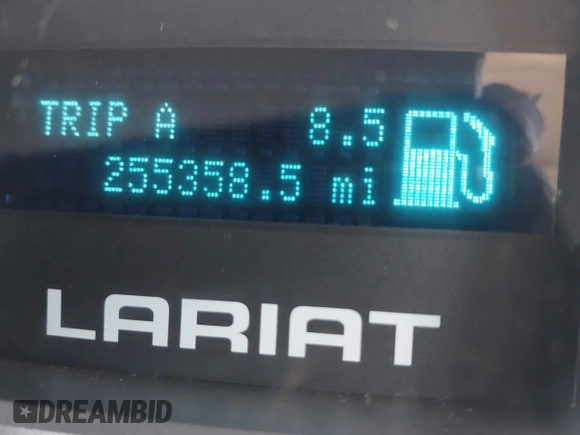 TRIP A 8.5
255358.5 mi
LARIAT
DREAMBID